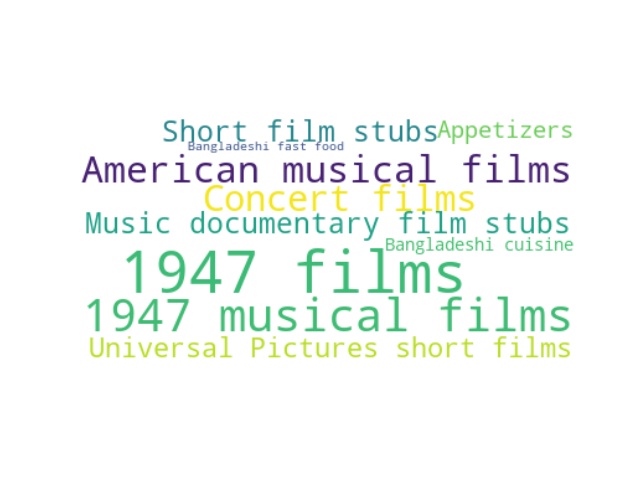 Short film stubs
Appetizers
Bangladeshi fast food
American musical films
Concert films
Music documentary film stubs
Bangladeshi cuisine
1947 films
1947 musical films
Universal Pictures short films